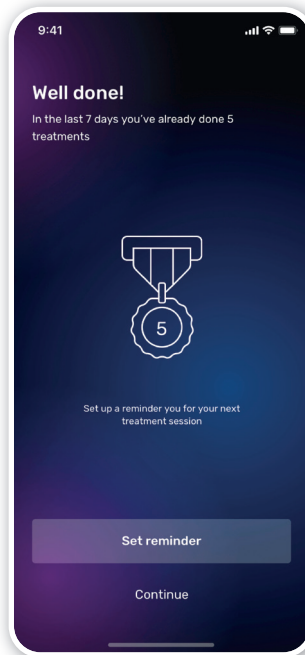 9:41
Well done!
In the last 7 days you've already done 5
treatments
5
Set up a reminder you for your next
treatment session
Set reminder
Continue